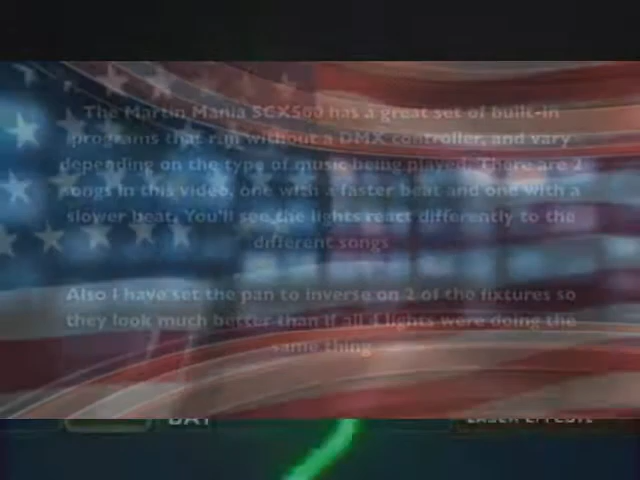 The Martin Mania SCX500 has a great set of built-in
programs that run without a DMX controller, and vary
depending on the type of music being played. There are 2
songs in this video, one with a faster beat and one with a
slower beat. You'll see the lights react differently to the
different songs
Also I have set the pan to inverse on 2 of the fixtures so
they look much better than if all 4 lights were doing the
same thing
LASER EFFECTS